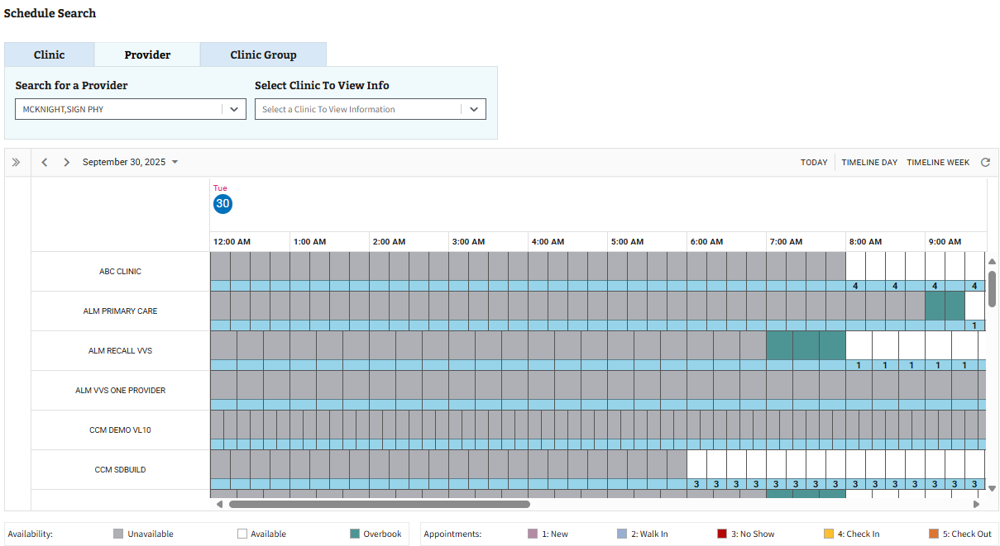 Schedule Search
Clinic Provider Clinic Group
Search for a Provider Select Clinic To View Info
MCKNIGHT,SIGN PHY Select a Clinic To View Information
September 30, 2025 TODAY TIMELINE DAY TIMELINE WEEK
Tue
30
12:00 AM 1:00 AM 2:00 AM 3:00 AM 4:00 AM 5:00 AM 6:00 AM 7:00 AM 8:00 AM 9:00 AM
ABC CLINIC
4 4 4 4
ALM PRIMARY CARE
1
ALM RECALL VVS
1 1 1 1 1
ALM VVS ONE PROVIDER
CCM DEMO VL10
CCM SDBUILD
3 3 3 3 3 3 3 3 3 3 3 3 3 3 3
Availability: Unavailable Available Overbook Appointments: 1: New 2: Walk In 3: No Show 4: Check In 5: Check Out